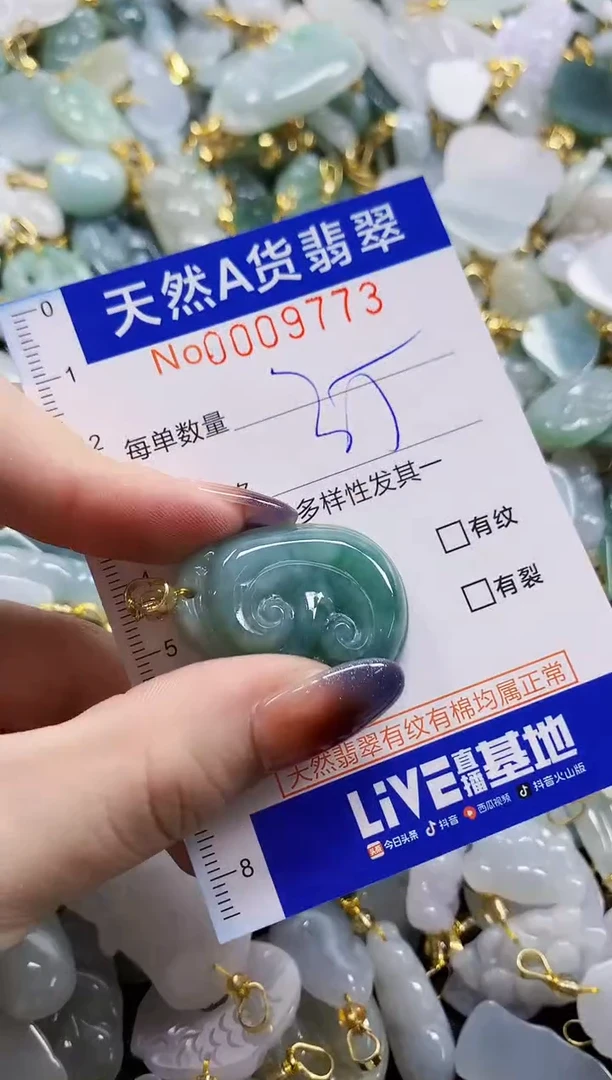 天然A货翡翠
No0009773
0
1
2
每单数量
多样性发其一
有纹
有裂
5
天然翡翠有纹有棉均属正常
LiVE直播基地
头条 今日头条 抖音 西瓜视频 抖音火山版
8